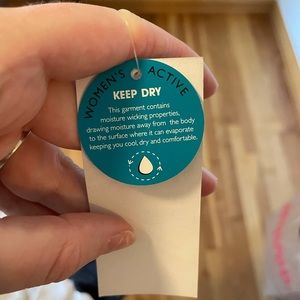 WOMEN'S ACTIVE
KEEP DRY
This garment contains
moisture wicking properties,
drawing moisture away from the body
to the surface where it can evaporate
keeping you cool, dry and comfortable.